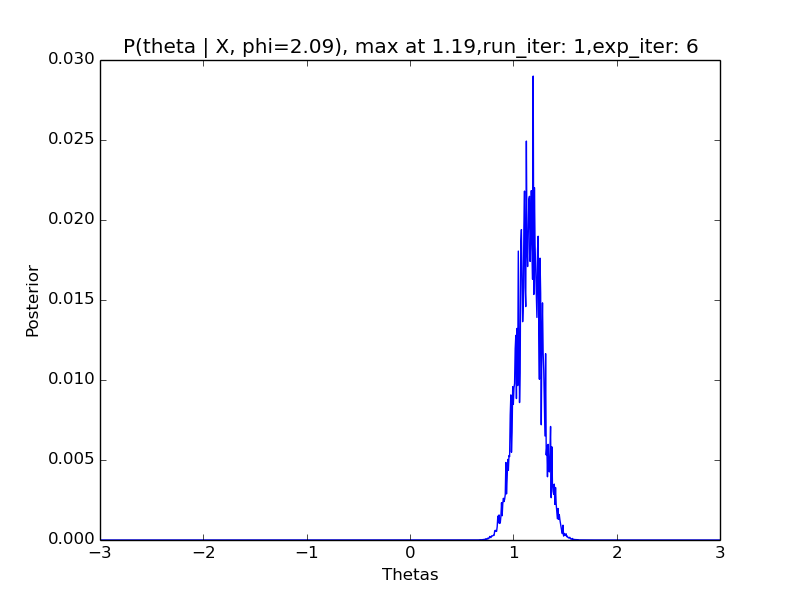 P(theta | X, phi=2.09), max at 1.19,run_iter: 1,exp_iter: 6
0.030
0.025
0.020
0.015
0.010
0.005
0.000
Posterior
−3 −2 −1 0 1 2 3
Thetas